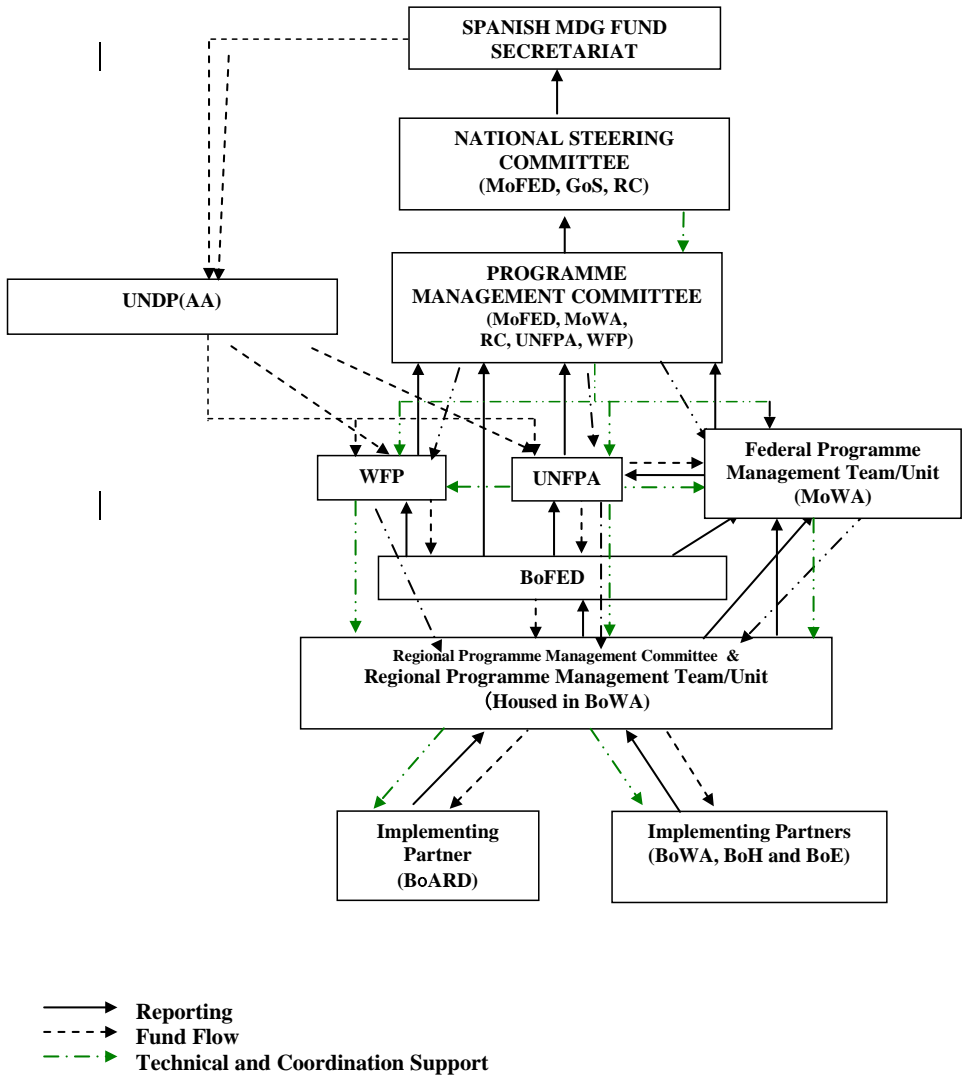 SPANISH MDG FUND
SECRETARIAT
NATIONAL STEERING
COMMITTEE
(MoFED, GoS, RC)
PROGRAMME
MANAGEMENT COMMITTEE
(MoFED, MoWA,
RC, UNFPA, WFP)
UNDP(AA)
WFP
UNFPA
Federal Programme
Management Team/Unit
(MoWA)
BoFED
Regional Programme Management Committee &
Regional Programme Management Team/Unit
(Housed in BoWA)
Implementing
Partner
(BoARD)
Implementing Partners
(BoWA, BoH and BoE)
Reporting
Fund Flow
Technical and Coordination Support